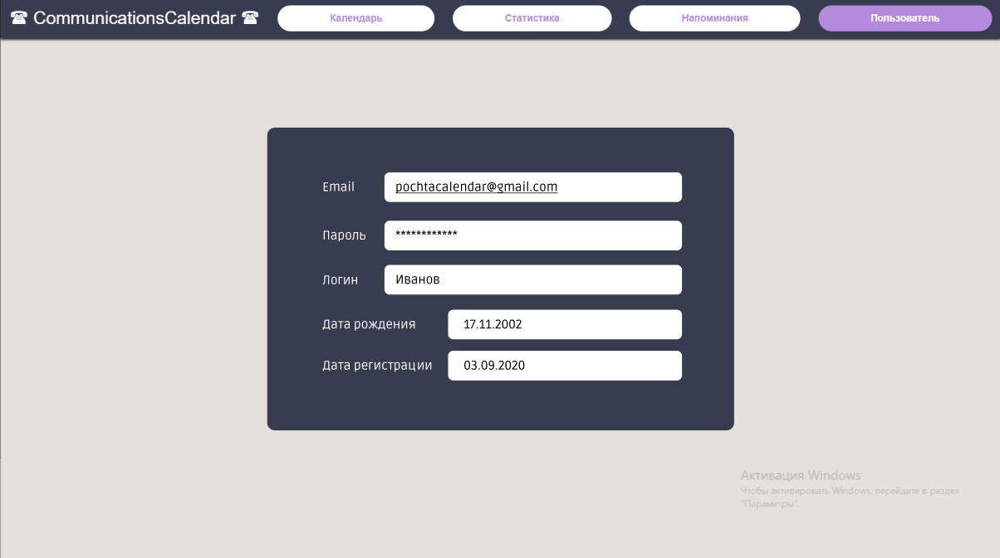 ☎ CommunicationsCalendar ☎ Календарь Статистика Напоминания Пользователь
Email pochtacalendar@gmail.com
Пароль ************
Логин Иванов
Дата рождения 17.11.2002
Дата регистрации 03.09.2020
Активация Windows
Чтобы активировать Windows, перейдите в раздел
"Параметры".